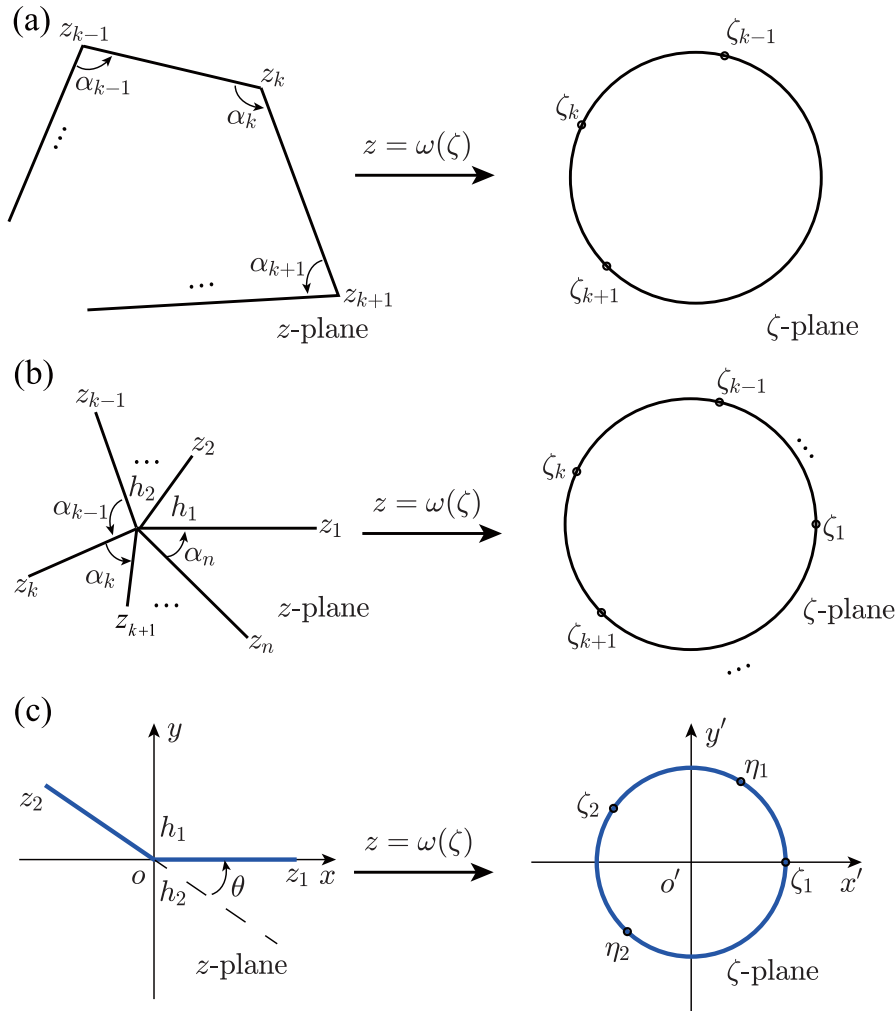 (a)
z_{k−1}
α_{k−1}
z_k
α_k
...
...
α_{k+1}
z_{k+1}
z-plane
z = ω(ζ)
ζ_{k−1}
ζ_k
ζ_{k+1}
ζ-plane
(b)
z_{k−1}
...
z_2
h_2
h_1
α_{k−1}
z_1
α_n
z_k
α_k
z_{k+1}
...
z_n
z-plane
z = ω(ζ)
ζ_{k−1}
...
ζ_k
ζ_1
ζ_{k+1}
ζ-plane
...
(c)
y
z_2
h_1
o
h_2
θ
z_1
x
z-plane
z = ω(ζ)
y′
η_1
ζ_2
o′
ζ_1
x′
η_2
ζ-plane